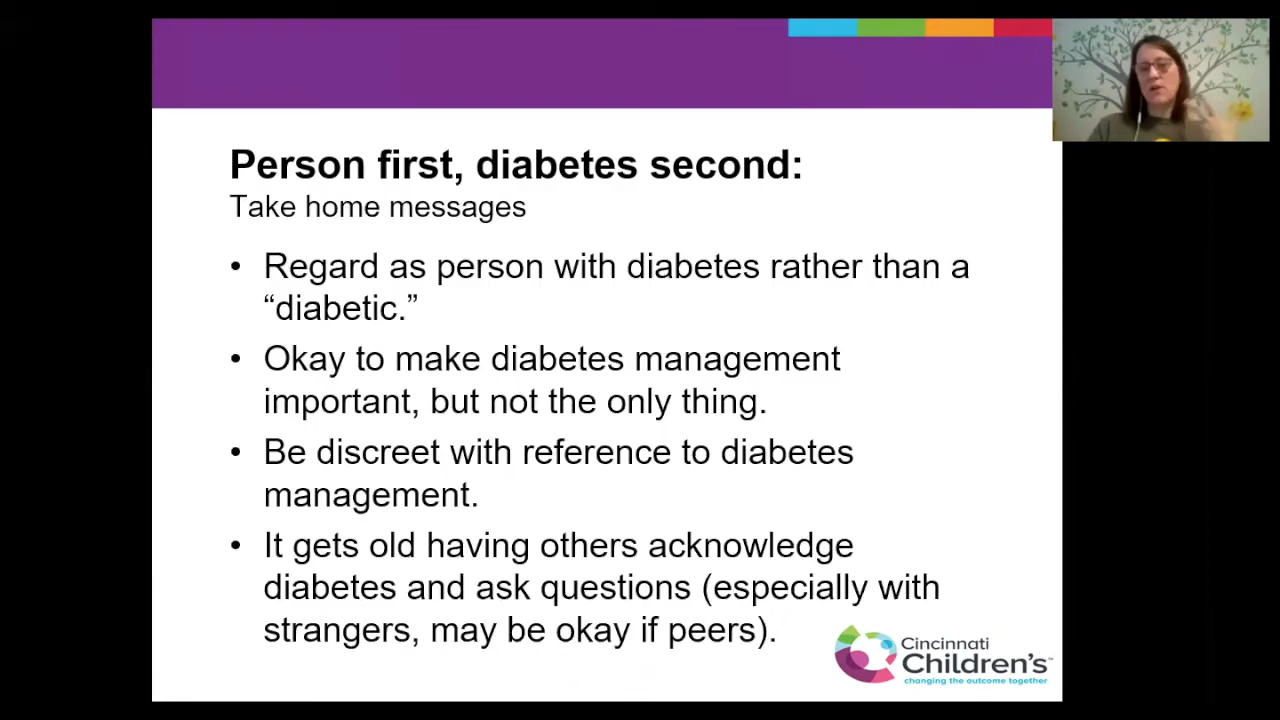 Person first, diabetes second:
Take home messages
• Regard as person with diabetes rather than a
“diabetic.”
• Okay to make diabetes management
important, but not the only thing.
• Be discreet with reference to diabetes
management.
• It gets old having others acknowledge
diabetes and ask questions (especially with
strangers, may be okay if peers).
Cincinnati
Children's™
changing the outcome together